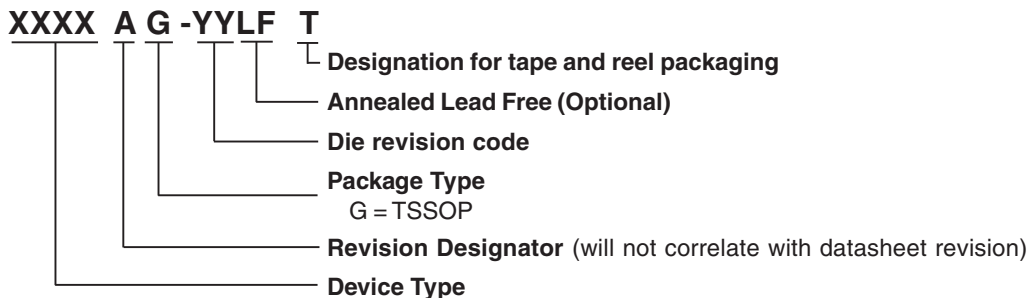 XXXX A G -YYLF T
Designation for tape and reel packaging
Annealed Lead Free (Optional)
Die revision code
Package Type
G = TSSOP
Revision Designator (will not correlate with datasheet revision)
Device Type